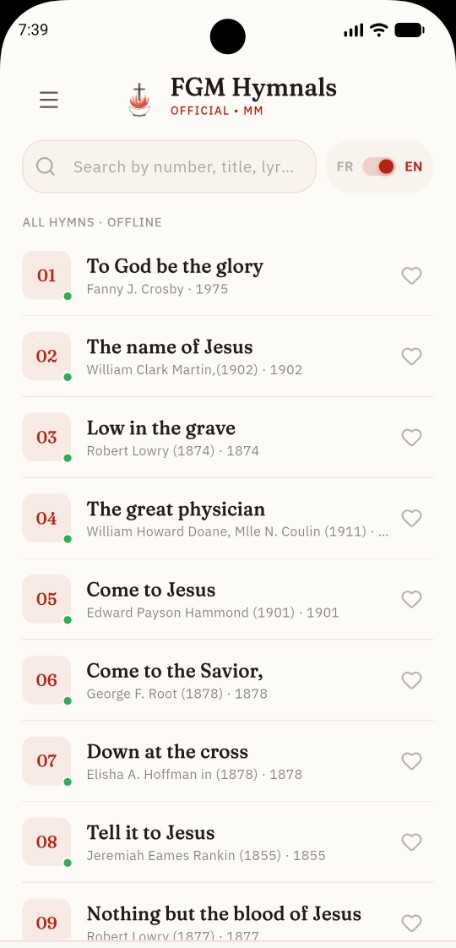 7:39
FGM Hymnals
OFFICIAL • MM
Search by number, title, lyr...
FR
EN
ALL HYMNS · OFFLINE
01
To God be the glory
Fanny J. Crosby · 1975
02
The name of Jesus
William Clark Martin,(1902) · 1902
03
Low in the grave
Robert Lowry (1874) · 1874
04
The great physician
William Howard Doane, Mlle N. Coulin (1911) · ...
05
Come to Jesus
Edward Payson Hammond (1901) · 1901
06
Come to the Savior,
George F. Root (1878) · 1878
07
Down at the cross
Elisha A. Hoffman in (1878) · 1878
08
Tell it to Jesus
Jeremiah Eames Rankin (1855) · 1855
09
Nothing but the blood of Jesus
Robert Lowry (1877) · 1877